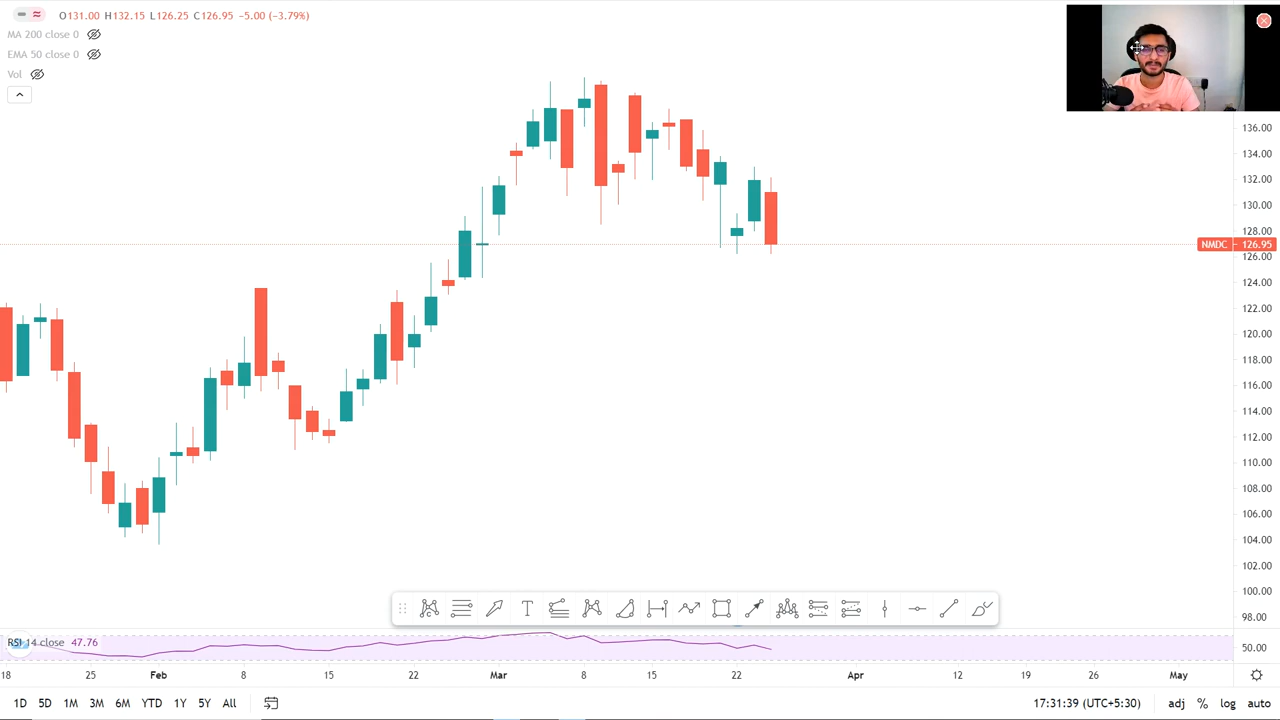 O131.00 H132.15 L126.25 C126.95 −5.00 (−3.79%)
MA 200 close 0
EMA 50 close 0
Vol
136.00
134.00
132.00
130.00
128.00
NMDC 126.95
126.00
124.00
122.00
120.00
118.00
116.00
114.00
112.00
110.00
108.00
106.00
104.00
102.00
100.00
98.00
RSI 14 close 47.76
50.00
18 25 Feb 8 15 22 Mar 8 15 22 Apr 12 19 26 May
1D 5D 1M 3M 6M YTD 1Y 5Y All 17:31:39 (UTC+5:30) adj % log auto